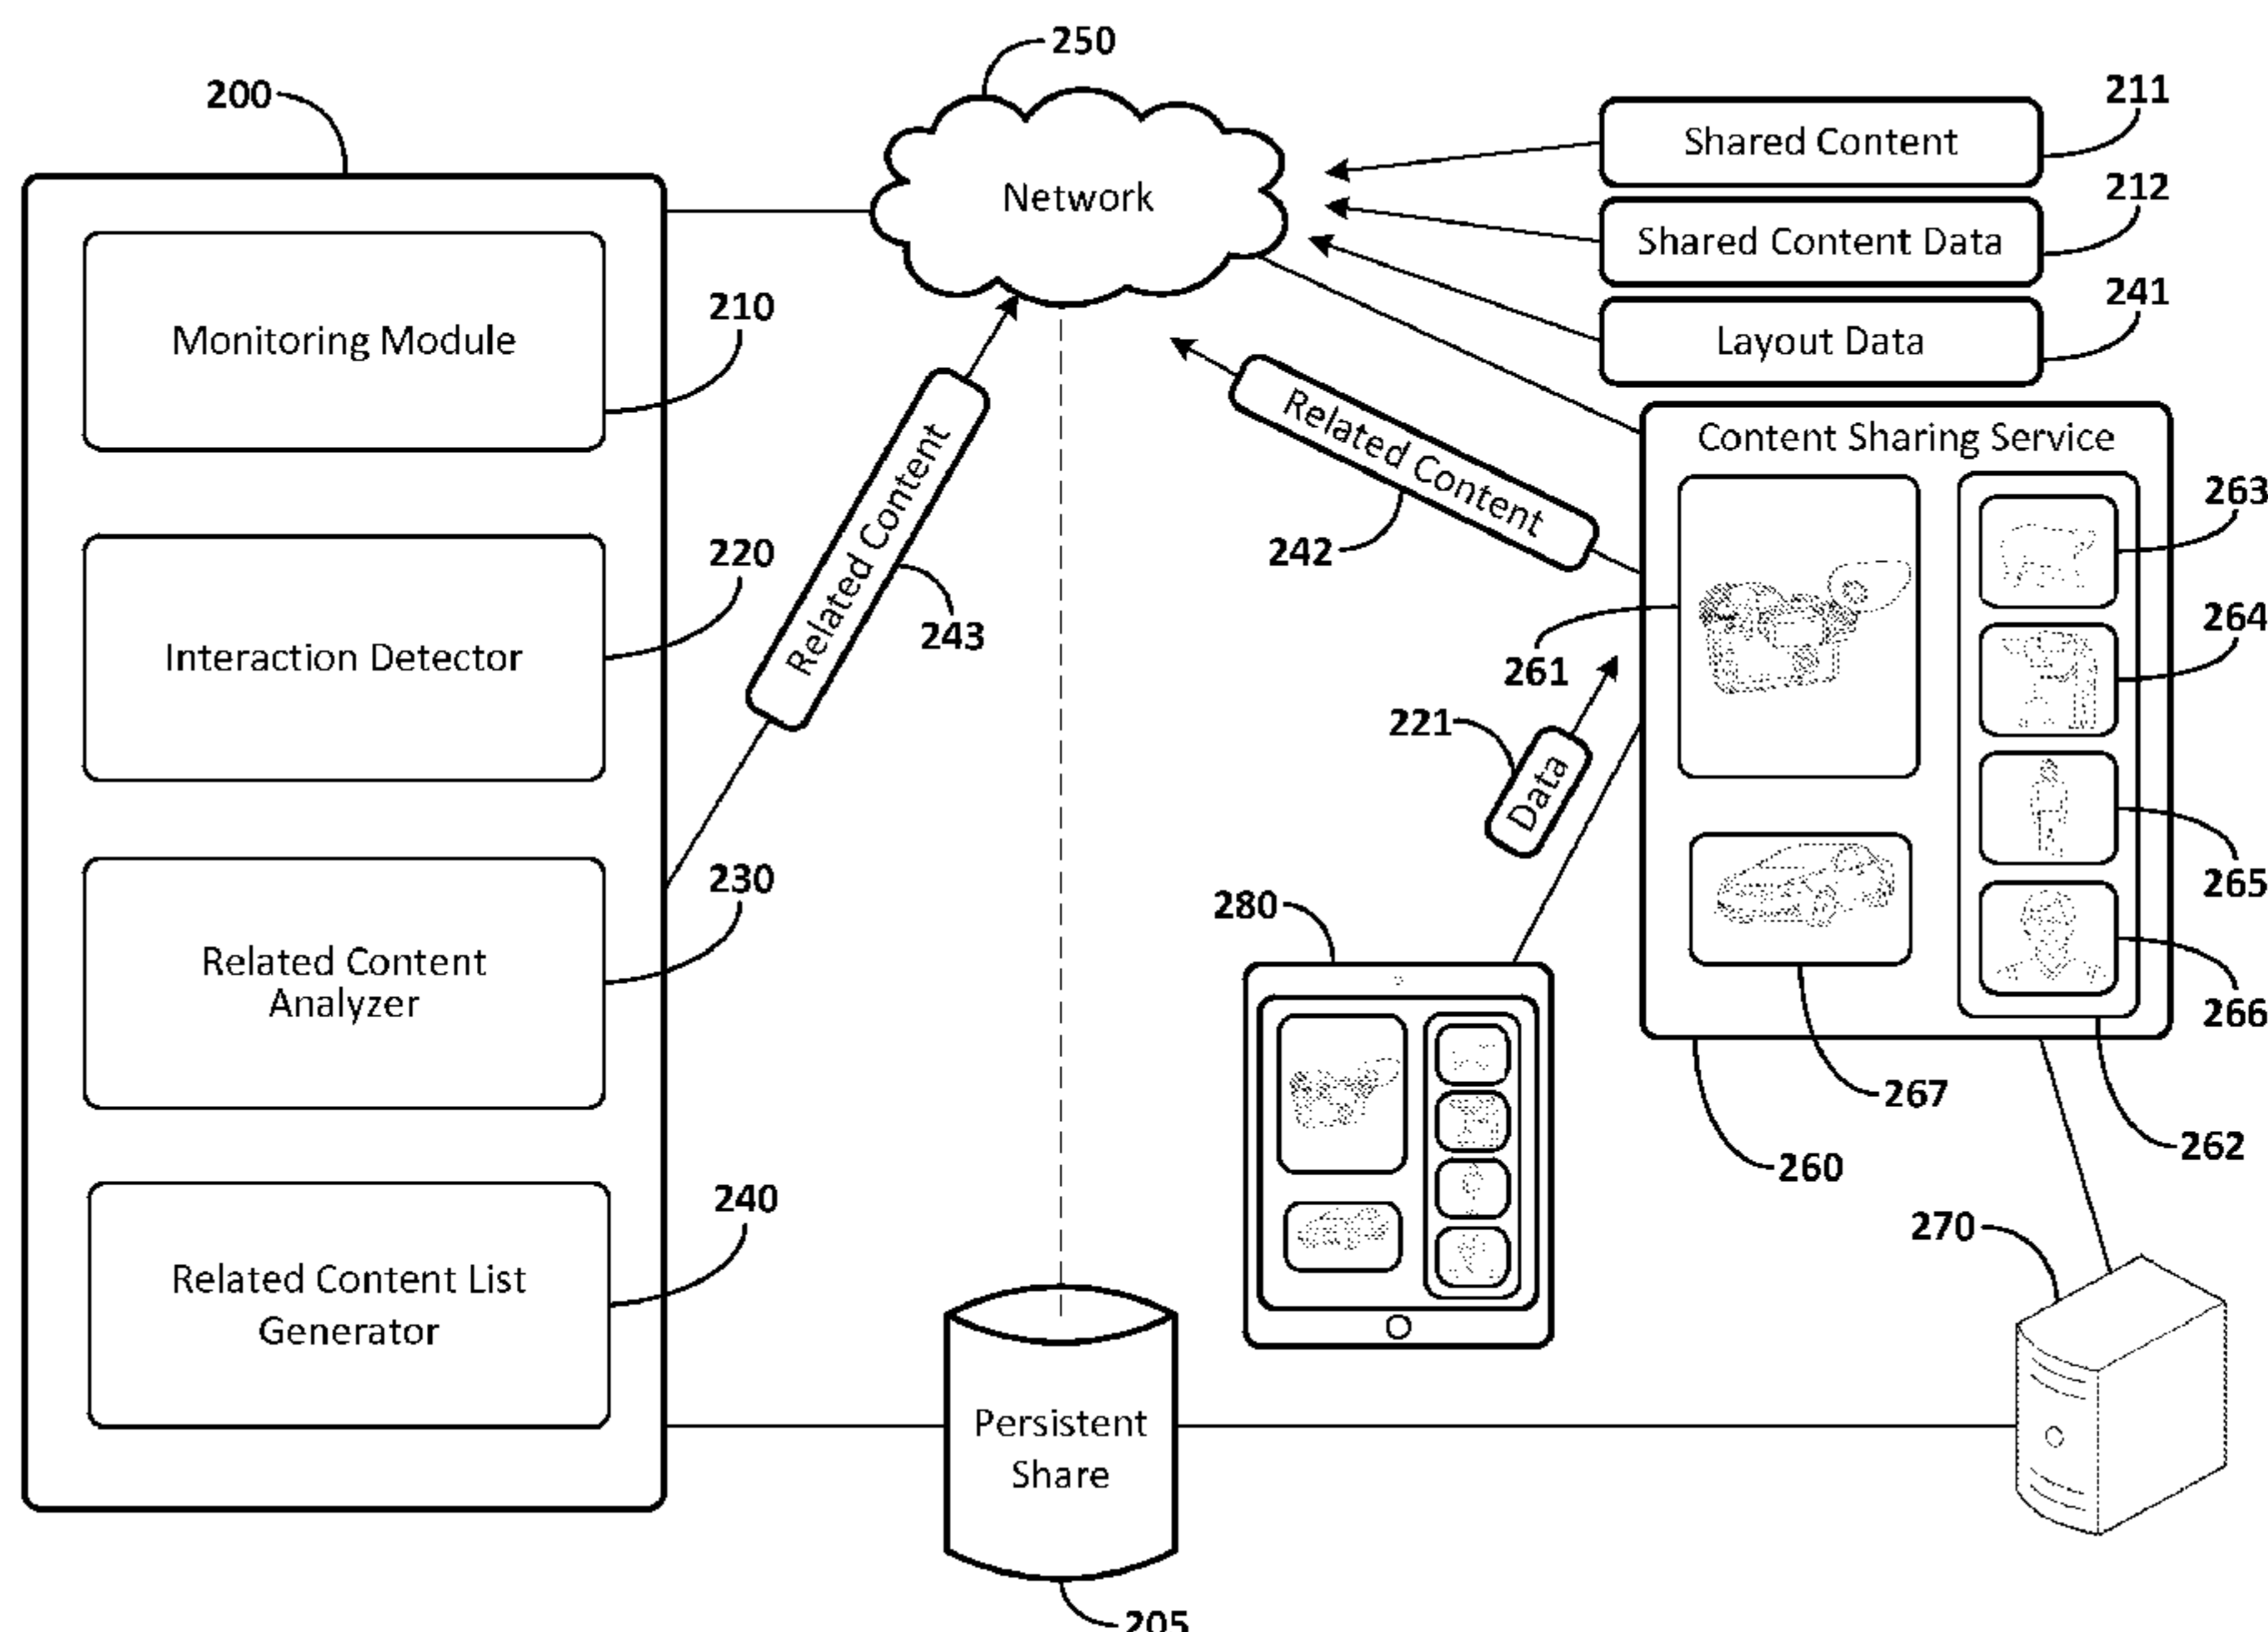 250
200
211
Shared Content
Network
212
Shared Content Data
241
Layout Data
210
Monitoring Module
Related Content
242
Related Content
243
Content Sharing Service
263
264
261
220
Interaction Detector
221
Data
265
266
230
Related Content
Analyzer
280
267
262
260
240
Related Content List
Generator
270
Persistent
Share
205